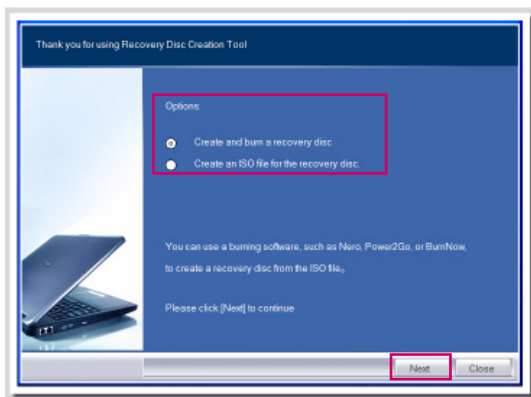 Thank you for using Recovery Disc Creation Tool
Options:
Create and burn a recovery disc
Create an ISO file for the recovery disc.
You can use a burning software, such as Nero, Power2Go, or BurnNow,
to create a recovery disc from the ISO file。
Please click [Next] to continue
Next Close